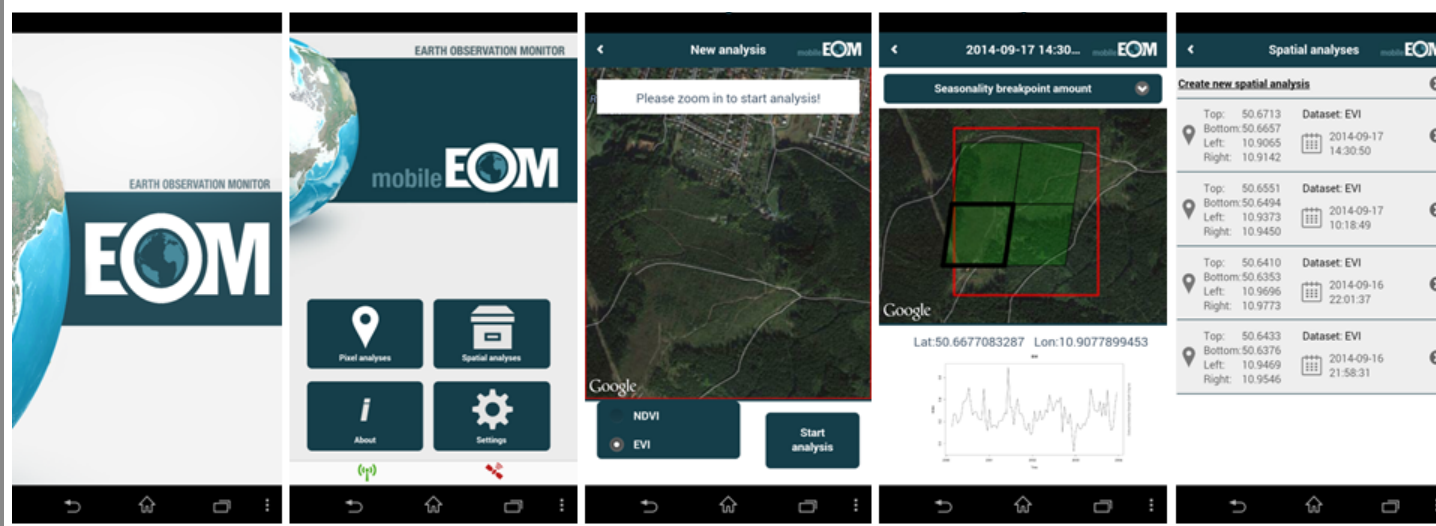 EARTH OBSERVATION MONITOR
EOM
EARTH OBSERVATION MONITOR
mobile EOM
Pixel analyses
Spatial analyses
About
Settings
New analysis
mobile EOM
Please zoom in to start analysis!
Google
NDVI
EVI
Start
analysis
2014-09-17 14:30...
mobile EOM
Seasonality breakpoint amount
Google
Lat:50.6677083287 Lon:10.9077899453
Spatial analyses
mobile EOM
Create new spatial analysis
Top: 50.6713 Dataset: EVI
Bottom:50.6657 2014-09-17
Left: 10.9065 14:30:50
Right: 10.9142
Top: 50.6551 Dataset: EVI
Bottom:50.6494 2014-09-17
Left: 10.9373 10:18:49
Right: 10.9450
Top: 50.6410 Dataset: EVI
Bottom:50.6353 2014-09-16
Left: 10.9696 22:01:37
Right: 10.9773
Top: 50.6433 Dataset: EVI
Bottom:50.6376 2014-09-16
Left: 10.9469 21:58:31
Right: 10.9546